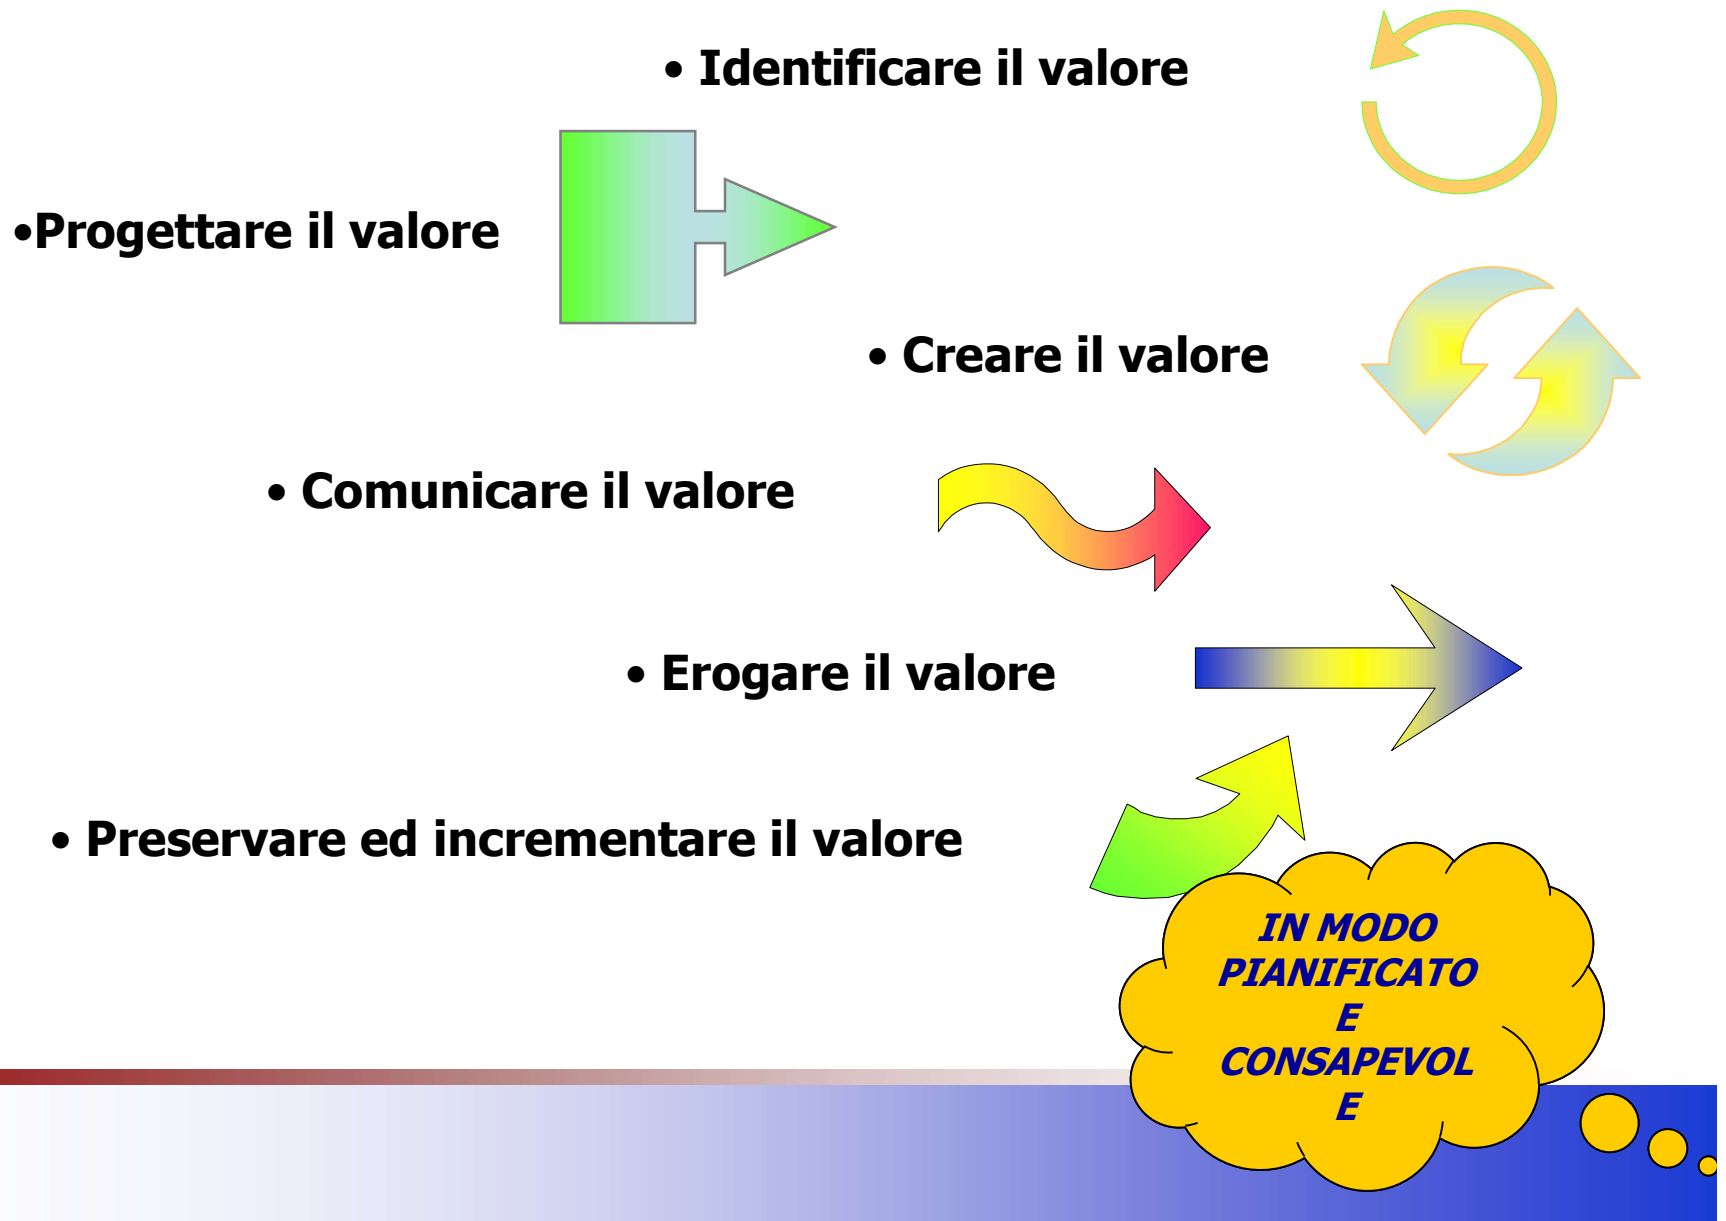 • Identificare il valore
•Progettare il valore
• Creare il valore
• Comunicare il valore
• Erogare il valore
• Preservare ed incrementare il valore
IN MODO
PIANIFICATO
E
CONSAPEVOL
E